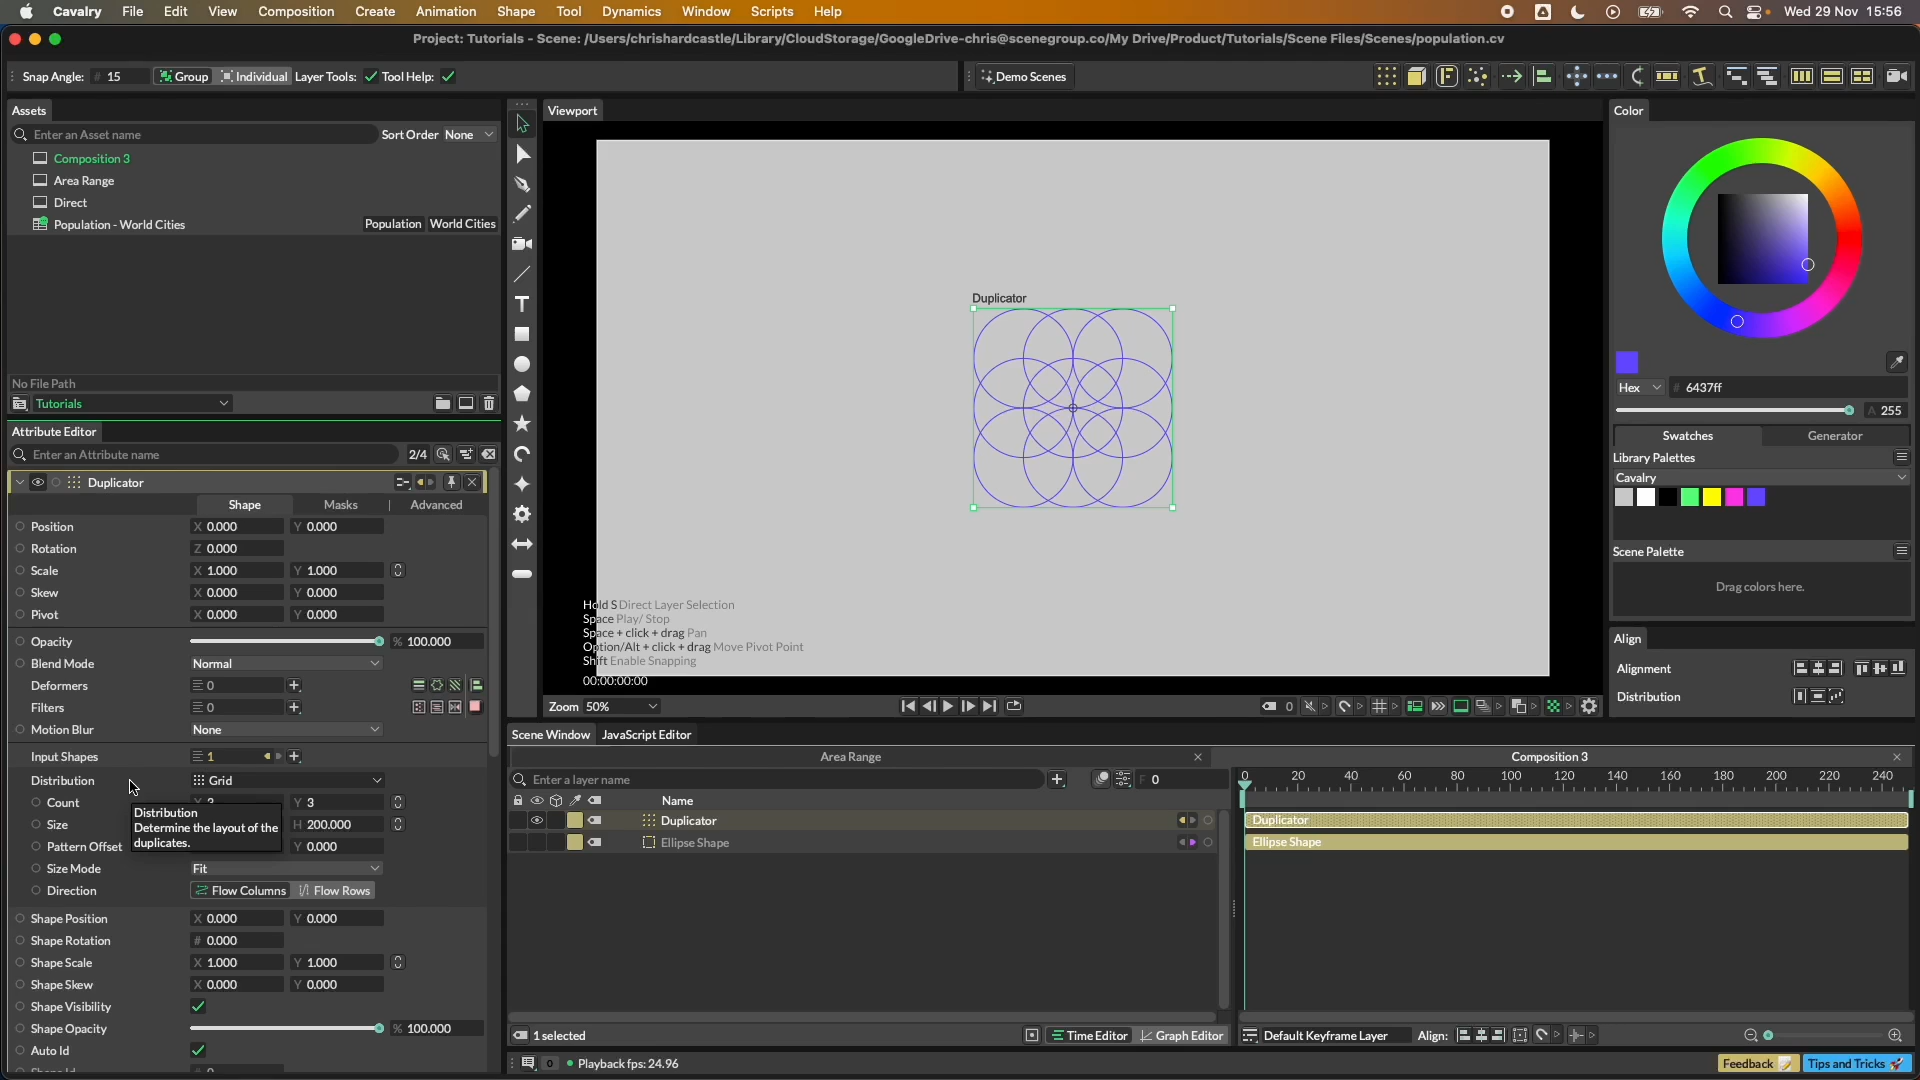 Cavalry File Edit View Composition Create Animation Shape Tool Dynamics Window Scripts Help Wed 29 Nov 15:56
Project: Tutorials - Scene: /Users/chrishardcastle/Library/CloudStorage/GoogleDrive-chris@scenegroup.co/My Drive/Product/Tutorials/Scene Files/Scenes/population.cv
Snap Angle: # 15 Group Individual Layer Tools: Tool Help: Demo Scenes
Assets
Enter an Asset name Sort Order None
Composition 3
Area Range
Direct
Population - World Cities Population World Cities
No File Path
Tutorials
Attribute Editor
Enter an Attribute name 2/4
Duplicator
Shape Masks Advanced
Position X 0.000 Y 0.000
Rotation Z 0.000
Scale X 1.000 Y 1.000
Skew X 0.000 Y 0.000
Pivot X 0.000 Y 0.000
Opacity % 100.000
Blend Mode Normal
Deformers 0
Filters 0
Motion Blur None
Input Shapes 1
Distribution Grid
Count Y 3
Size H 200.000
Pattern Offset Y 0.000
Distribution
Determine the layout of the
duplicates.
Size Mode Fit
Direction Flow Columns Flow Rows
Shape Position X 0.000 Y 0.000
Shape Rotation # 0.000
Shape Scale X 1.000 Y 1.000
Shape Skew X 0.000 Y 0.000
Shape Visibility
Shape Opacity % 100.000
Auto Id
Viewport
Duplicator
Hold S Direct Layer Selection
Space Play/ Stop
Space + click + drag Pan
Option/Alt + click + drag Move Pivot Point
Shift Enable Snapping
00:00:00:00
Zoom 50% 0
Scene Window JavaScript Editor
Area Range Composition 3
Enter a layer name F 0 0 20 40 60 80 100 120 140 160 180 200 220 240
Name
Duplicator Duplicator
Ellipse Shape Ellipse Shape
1 selected Time Editor Graph Editor Default Keyframe Layer Align:
0 Playback fps: 24.96 Feedback Tips and Tricks
Color
Hex # 6437ff
A 255
Swatches Generator
Library Palettes
Cavalry
Scene Palette
Drag colors here.
Align
Alignment
Distribution